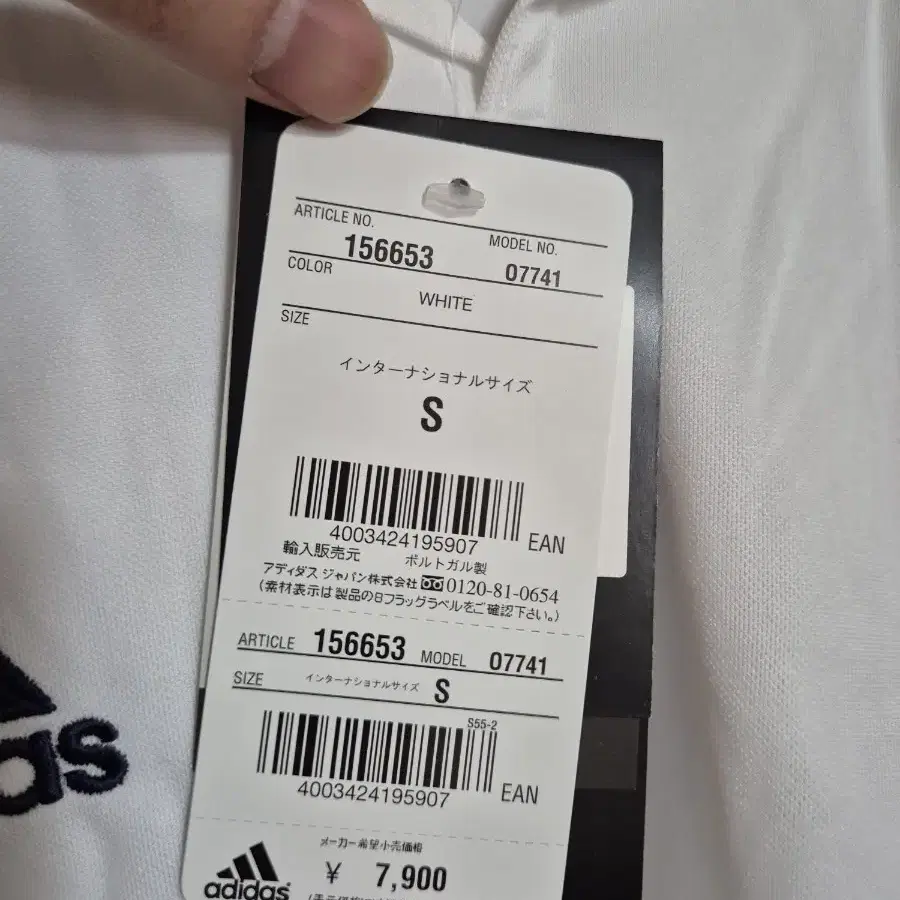 ARTICLE NO.
MODEL NO.
156653
07741
COLOR
WHITE
SIZE
インターナショナルサイズ
S
4003424195907
EAN
輸入販売元
ポルトガル製
アディダス ジャパン株式会社 0120-81-0654
(素材表示は製品のBフラッグラベルをご確認下さい。)
ARTICLE 156653 MODEL 07741
SIZE インターナショナルサイズ S
S55-2
4003424195907
EAN
メーカー希望小売価格
¥ 7,900
adidas
das